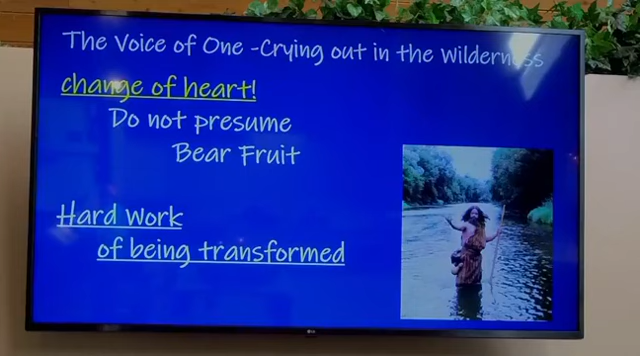 The Voice of One -Crying out in the Wilderness
change of heart!
Do not presume
Bear Fruit
Hard work
of being transformed
LG